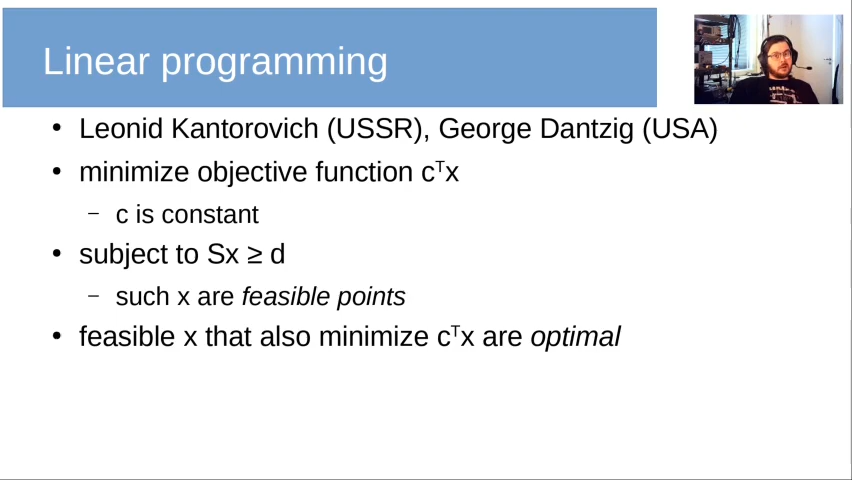 Linear programming
• Leonid Kantorovich (USSR), George Dantzig (USA)
• minimize objective function cᵀx
– c is constant
• subject to Sx ≥ d
– such x are feasible points
• feasible x that also minimize cᵀx are optimal